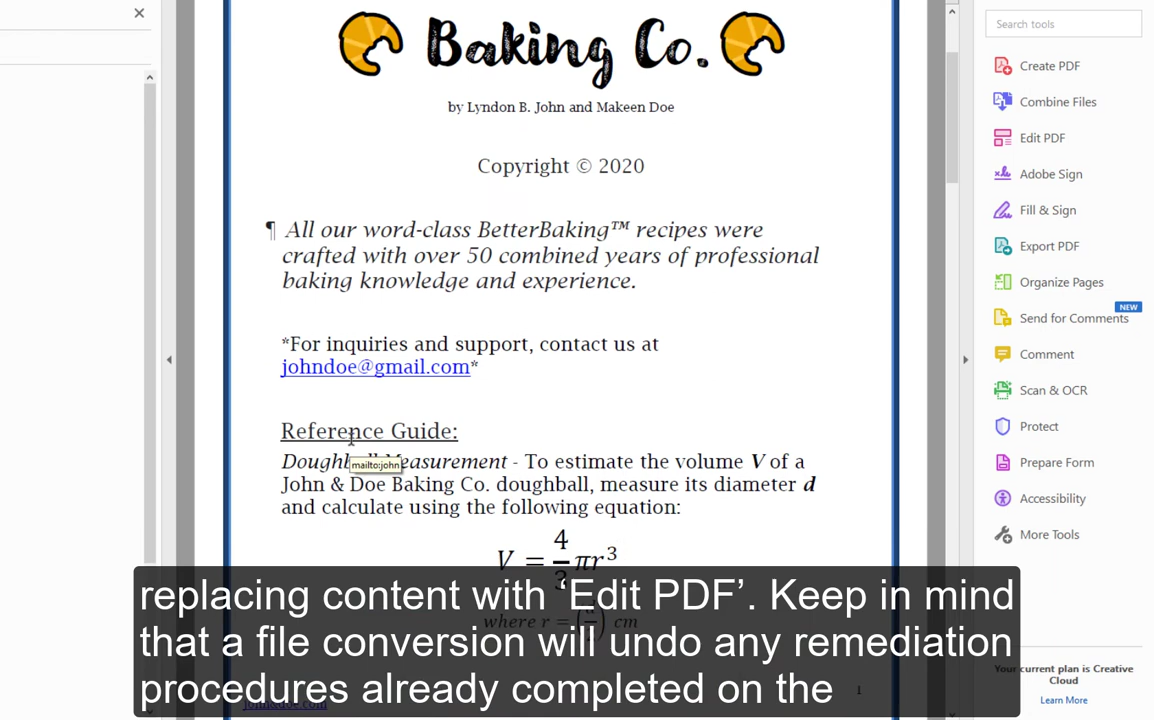 Baking Co.
by Lyndon B. John and Makeen Doe
Copyright © 2020
¶ All our word-class BetterBaking™ recipes were
crafted with over 50 combined years of professional
baking knowledge and experience.
*For inquiries and support, contact us at
johndoe@gmail.com*
Reference Guide:
mailto:john
Measurement - To estimate the volume V of a
John & Doe Baking Co. doughball, measure its diameter d
and calculate using the following equation:
V = 4/3 πr³
where r = (d/ ) cm
1
replacing content with ‘Edit PDF’. Keep in mind
that a file conversion will undo any remediation
procedures already completed on the
Search tools
Create PDF
Combine Files
Edit PDF
Adobe Sign
Fill & Sign
Export PDF
Organize Pages
NEW
Send for Comments
Comment
Scan & OCR
Protect
Prepare Form
Accessibility
More Tools
Your current plan is Creative
Cloud
Learn More